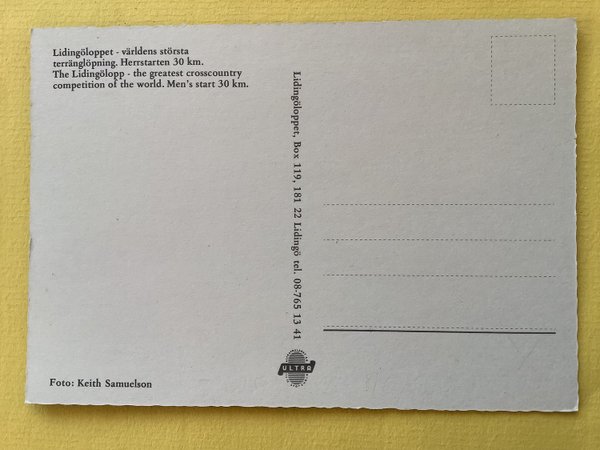 Lidingöloppet - världens största
terränglöpning. Herrstarten 30 km.
The Lidingölopp - the greatest crosscountry
competition of the world. Men's start 30 km.
Foto: Keith Samuelson
Lidingöloppet, Box 119, 181 22 Lidingö tel. 08-765 13 41
ULTRA